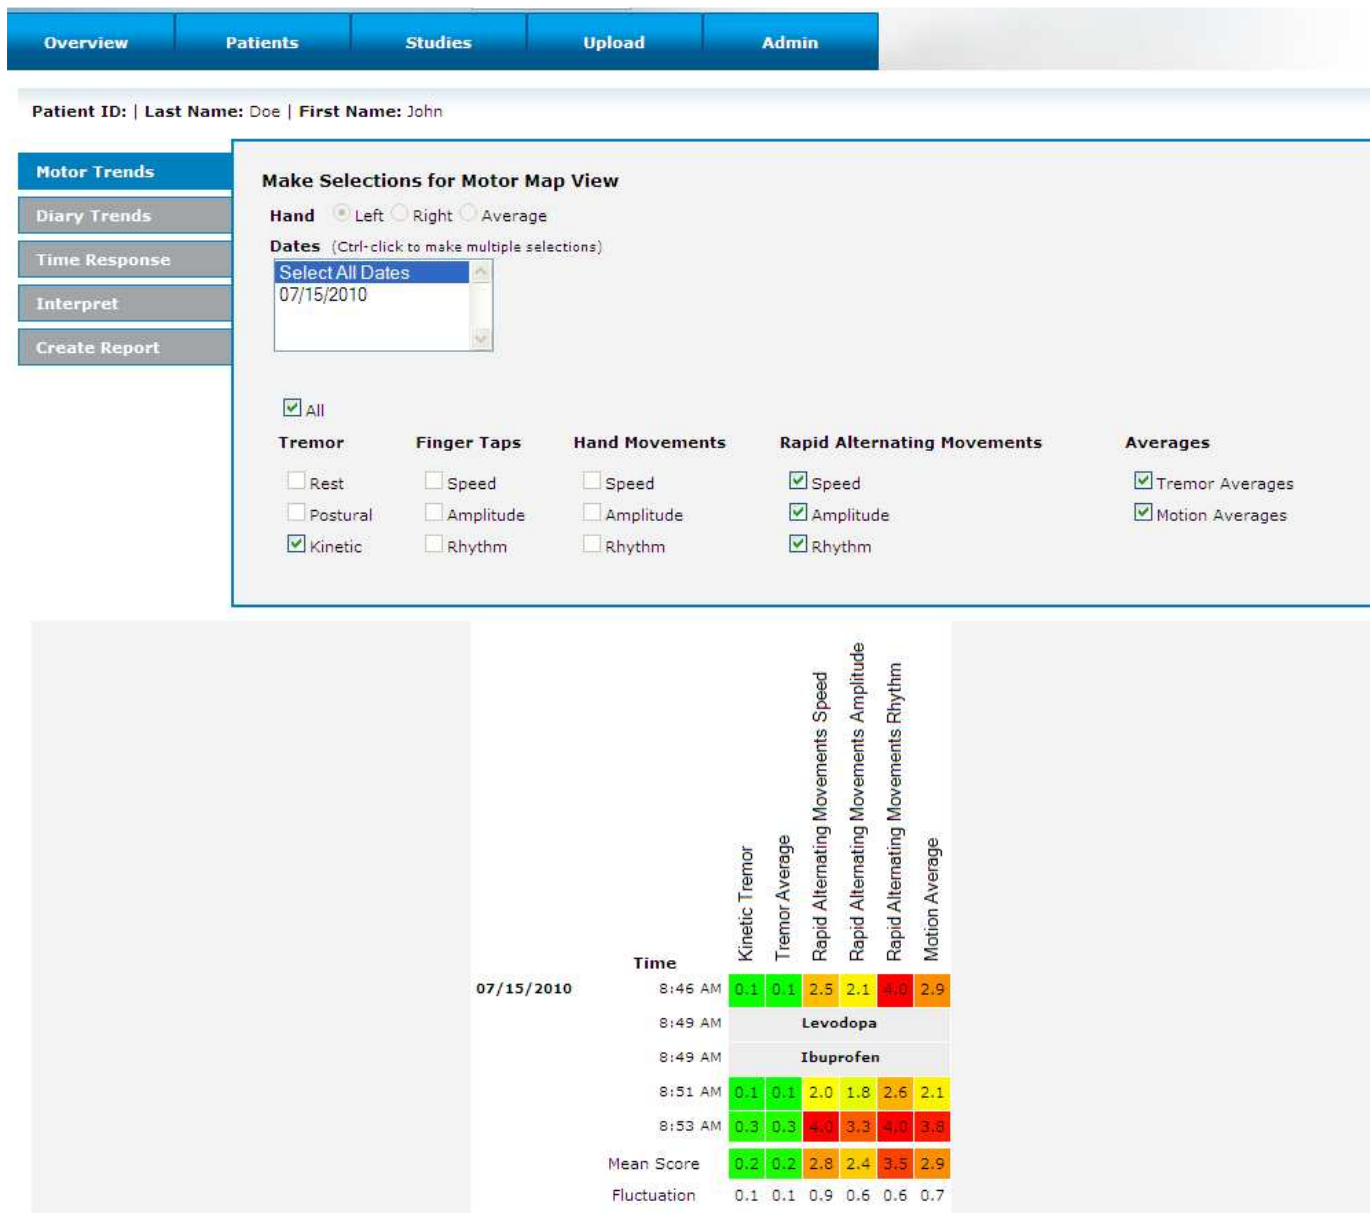 Overview Patients Studies Upload Admin
Patient ID: | Last Name: Doe | First Name: John
Motor Trends
Diary Trends
Time Response
Interpret
Create Report
Make Selections for Motor Map View
Hand Left Right Average
Dates (Ctrl-click to make multiple selections)
Select All Dates
07/15/2010
All
Tremor Finger Taps Hand Movements Rapid Alternating Movements Averages
Rest Speed Speed Speed Tremor Averages
Postural Amplitude Amplitude Amplitude Motion Averages
Kinetic Rhythm Rhythm Rhythm
Kinetic Tremor
Tremor Average
Rapid Alternating Movements Speed
Rapid Alternating Movements Amplitude
Rapid Alternating Movements Rhythm
Motion Average
Time
07/15/2010 8:46 AM 0.1 0.1 2.5 2.1 4.0 2.9
8:49 AM Levodopa
8:49 AM Ibuprofen
8:51 AM 0.1 0.1 2.0 1.8 2.6 2.1
8:53 AM 0.3 0.3 4.0 3.3 4.0 3.8
Mean Score 0.2 0.2 2.8 2.4 3.5 2.9
Fluctuation 0.1 0.1 0.9 0.6 0.6 0.7